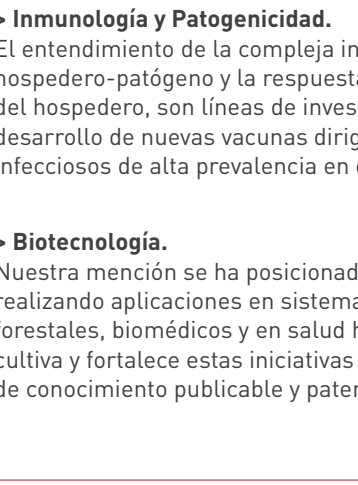 > Inmunología y Patogenicidad.
El entendimiento de la compleja in
hospedero-patógeno y la respuesta
del hospedero, son líneas de inves
desarrollo de nuevas vacunas dirig
infecciosos de alta prevalencia en
> Biotecnología.
Nuestra mención se ha posicionad
realizando aplicaciones en sistema
forestales, biomédicos y en salud h
cultiva y fortalece estas iniciativas
de conocimiento publicable y paten